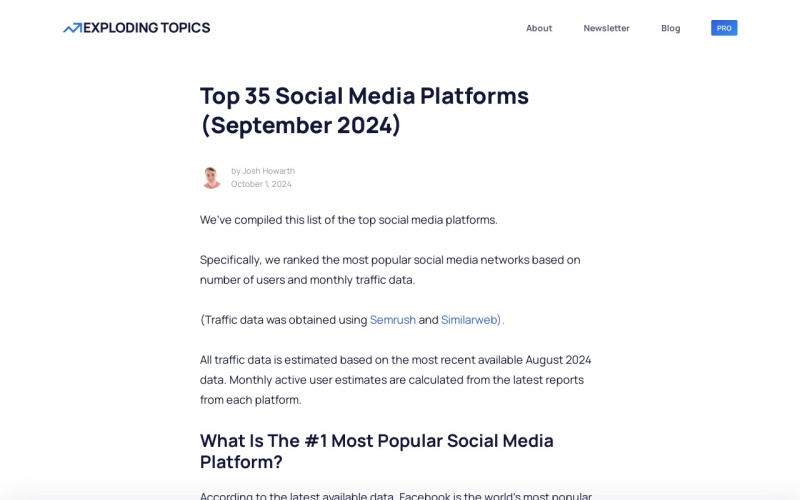 EXPLODING TOPICS
About
Newsletter
Blog
PRO
Top 35 Social Media Platforms
(September 2024)
by Josh Howarth
October 1, 2024
We've compiled this list of the top social media platforms.
Specifically, we ranked the most popular social media networks based on
number of users and monthly traffic data.
(Traffic data was obtained using Semrush and Similarweb).
All traffic data is estimated based on the most recent available August 2024
data. Monthly active user estimates are calculated from the latest reports
from each platform.
What Is The #1 Most Popular Social Media
Platform?
According to the latest available data, Facebook is the world's most popular